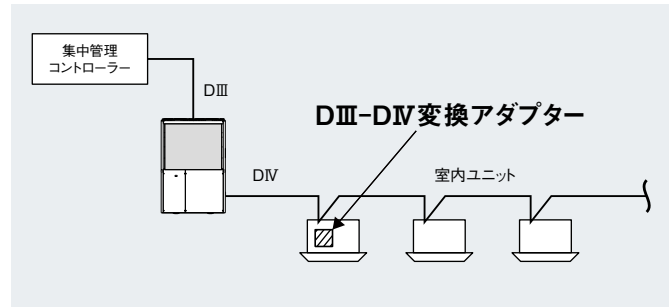 集中管理
コントローラー
DⅢ
DⅢ-DⅣ変換アダプター
DⅣ
室内ユニット